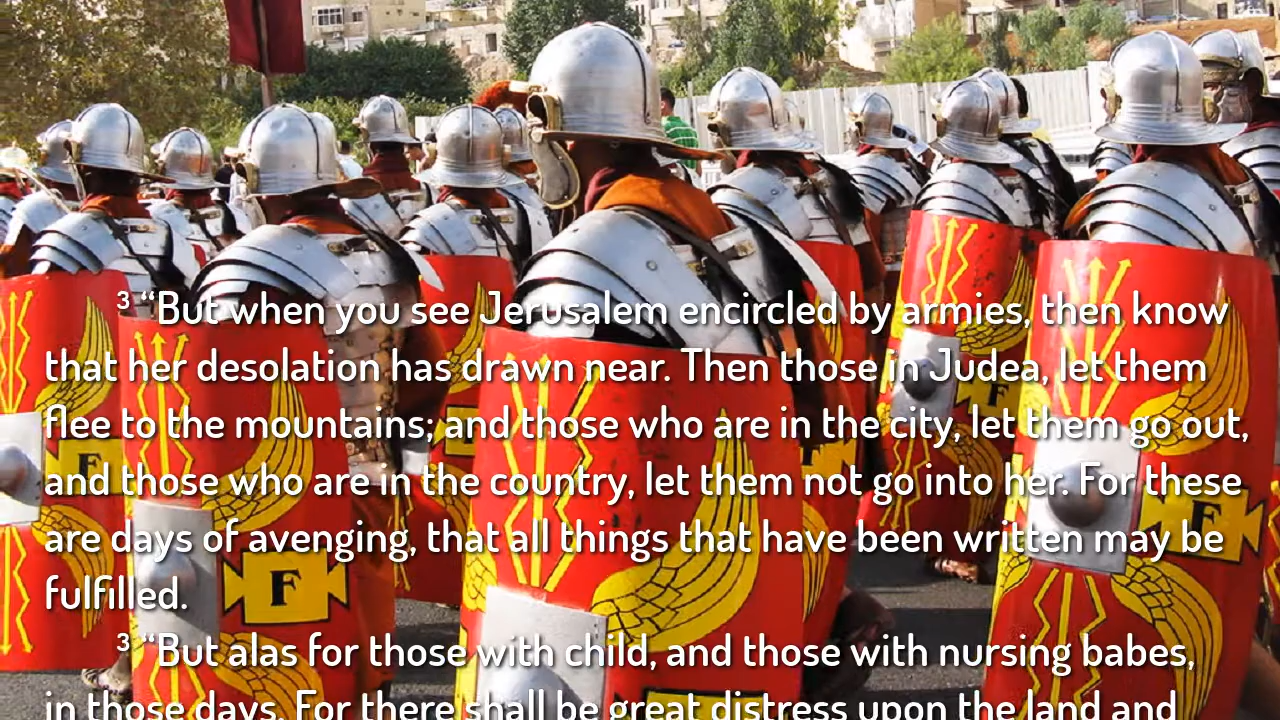 ³ “But when you see Jerusalem encircled by armies, then know
that her desolation has drawn near. Then those in Judea, let them
flee to the mountains; and those who are in the city, let them go out,
and those who are in the country, let them not go into her. For these
are days of avenging, that all things that have been written may be
fulfilled.
³ “But alas for those with child, and those with nursing babes,
in those days. For there shall be great distress upon the land and
F
F
F
F